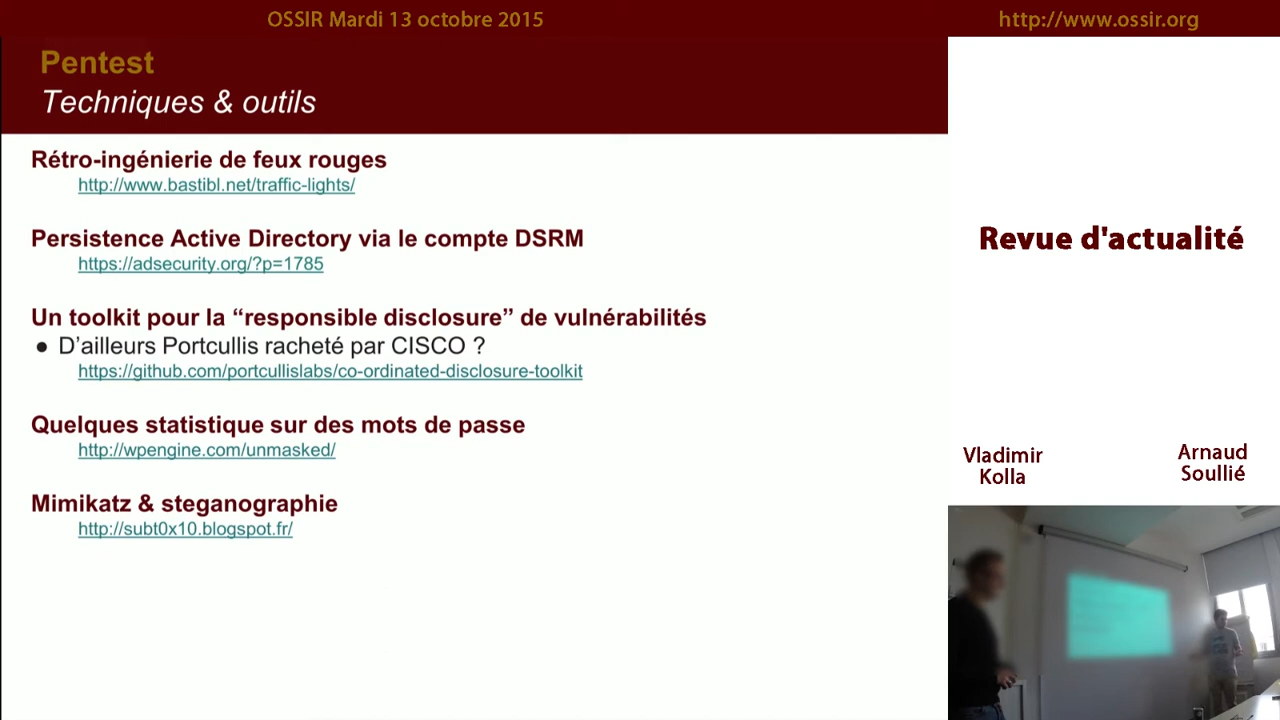 OSSIR Mardi 13 octobre 2015
http://www.ossir.org
Pentest
Techniques & outils
Rétro-ingénierie de feux rouges
http://www.bastibl.net/traffic-lights/
Persistence Active Directory via le compte DSRM
https://adsecurity.org/?p=1785
Un toolkit pour la “responsible disclosure” de vulnérabilités
● D’ailleurs Portcullis racheté par CISCO ?
https://github.com/portcullislabs/co-ordinated-disclosure-toolkit
Quelques statistique sur des mots de passe
http://wpengine.com/unmasked/
Mimikatz & steganographie
http://subt0x10.blogspot.fr/
Revue d'actualité
Vladimir
Kolla
Arnaud
Soullié